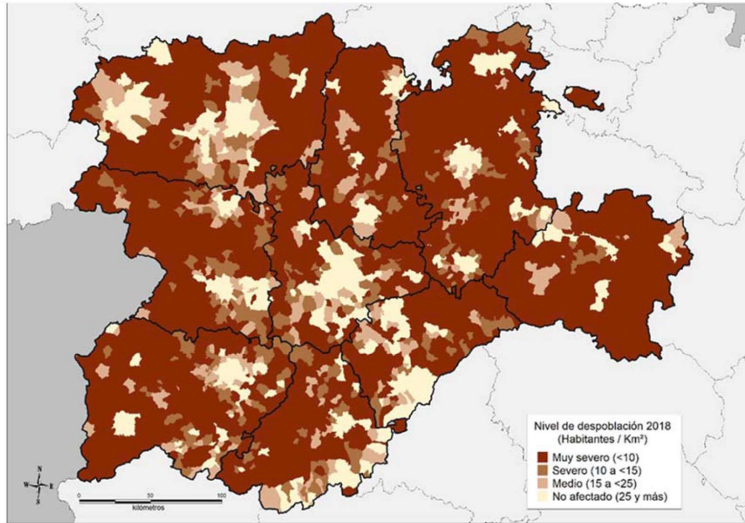 Nivel de despoblación 2018
(Habitantes / Km²)
Muy severo (<10)
Severo (10 a <15)
Medio (15 a <25)
No afectado (25 y más)
N
W E
S
0 50 100
kilómetros